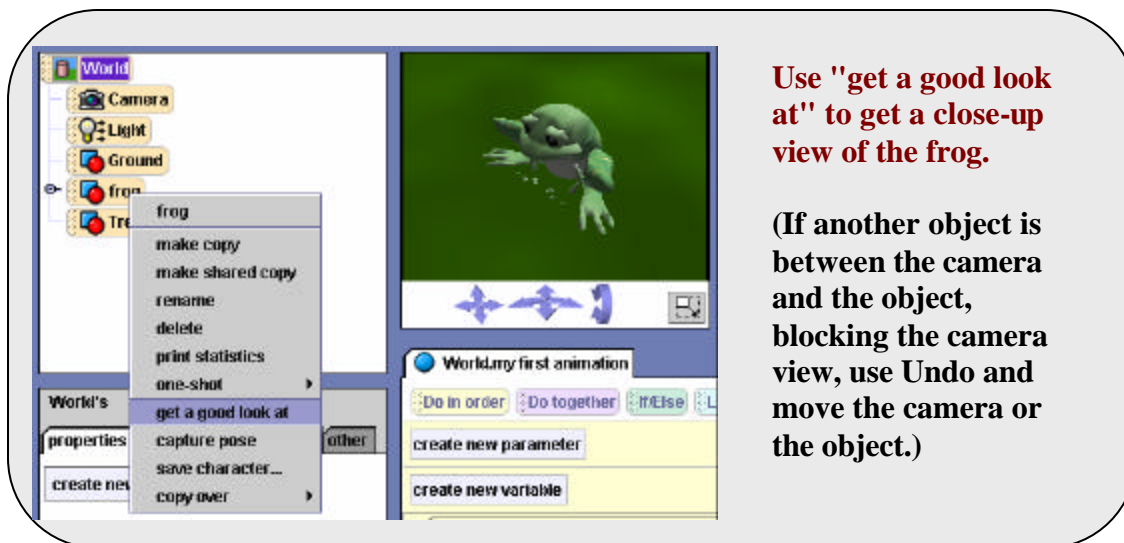 World
Camera
Light
Ground
frog
Tre
frog
make copy
make shared copy
rename
delete
print statistics
one-shot
get a good look at
capture pose
save character...
copy over
World's
properties
other
create new
World.my first animation
Do in order
Do together
If/Else
L
create new parameter
create new variable
Use "get a good look
at" to get a close-up
view of the frog.
(If another object is
between the camera
and the object,
blocking the camera
view, use Undo and
move the camera or
the object.)